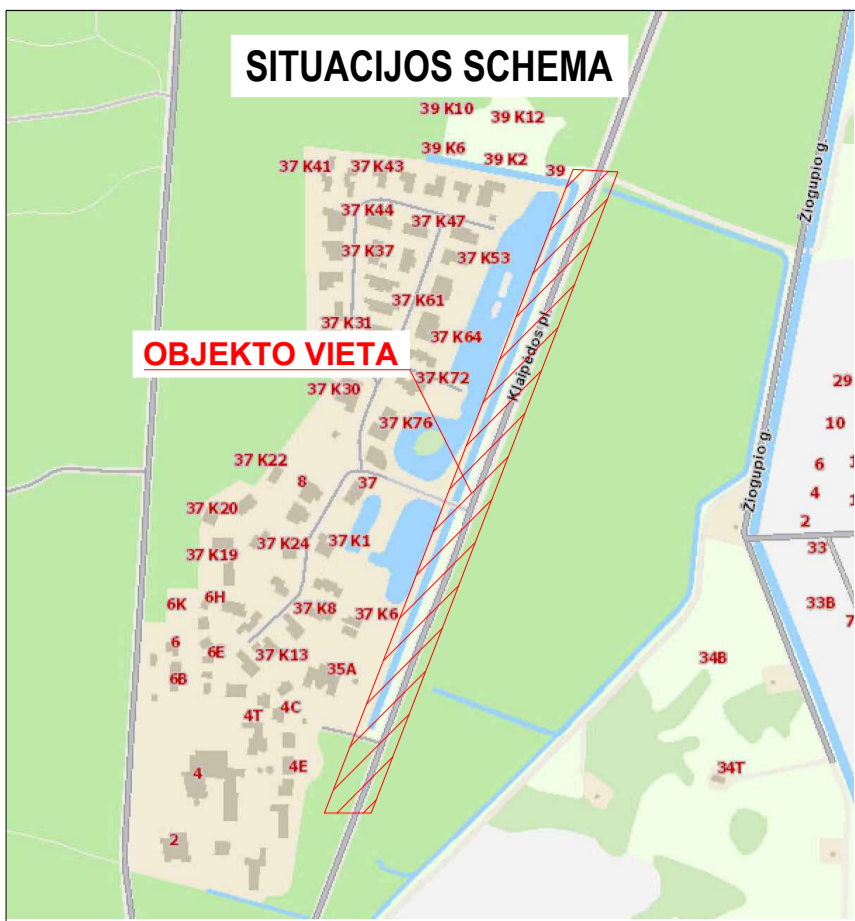 SITUACIJOS SCHEMA
39 K10
39 K12
39 K6
39 K2
39
37 K41
37 K43
37 K44
37 K47
37 K37
37 K53
37 K61
37 K31
37 K64
OBJEKTO VIETA
37 K72
37 K30
37 K76
37 K22
8
37
37 K20
37 K24
37 K1
37 K19
6K
6H
37 K8
37 K6
6
6E
37 K13
35A
6B
4T
4C
4
4E
2
Klaipėdos pl.
Žiogupio g.
Žiogupio g.
29
10
6
1
4
1
2
33
33B
7
34B
34T